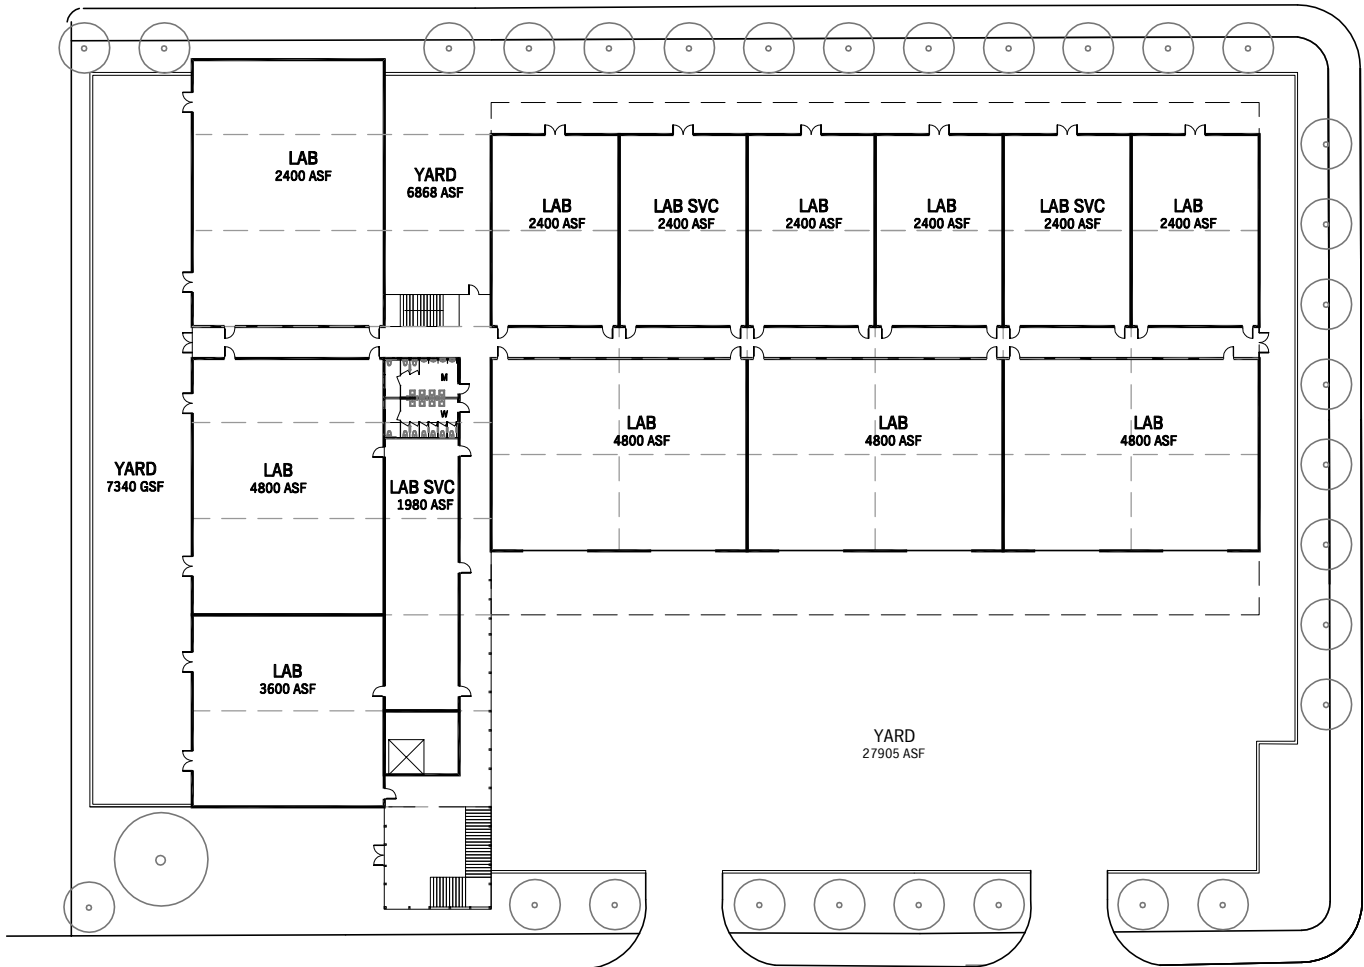 LAB
2400 ASF
YARD
6868 ASF
LAB
2400 ASF
LAB SVC
2400 ASF
LAB
2400 ASF
LAB
2400 ASF
LAB SVC
2400 ASF
LAB
2400 ASF
M
W
LAB
4800 ASF
LAB
4800 ASF
LAB
4800 ASF
YARD
7340 GSF
LAB
4800 ASF
LAB SVC
1980 ASF
LAB
3600 ASF
YARD
27905 ASF